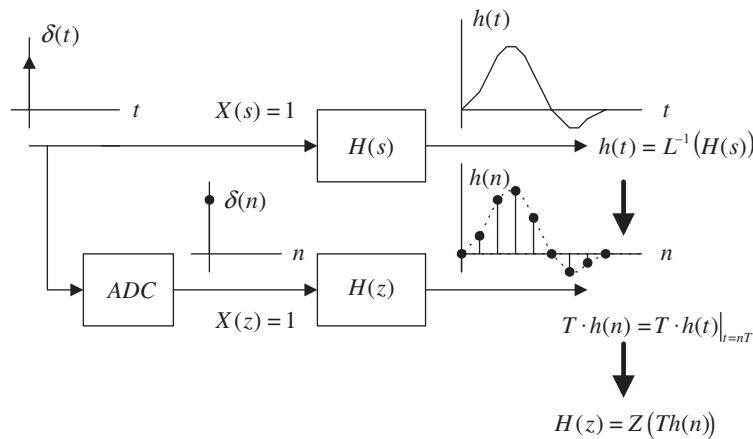 δ(t)
h(t)
t
t
X(s) = 1
H(s)
h(t) = L⁻¹(H(s))
δ(n)
h(n)
n
n
ADC
H(z)
X(z) = 1
T · h(n) = T · h(t)|ₜ₌ₙT
H(z) = Z(Th(n))